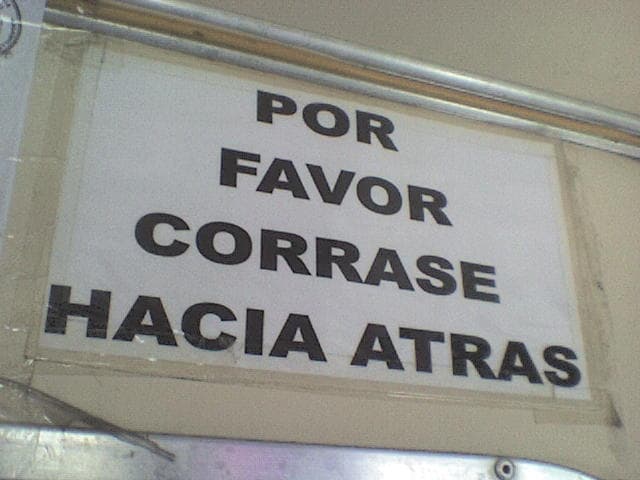 POR
FAVOR
CORRASE
HACIA ATRAS